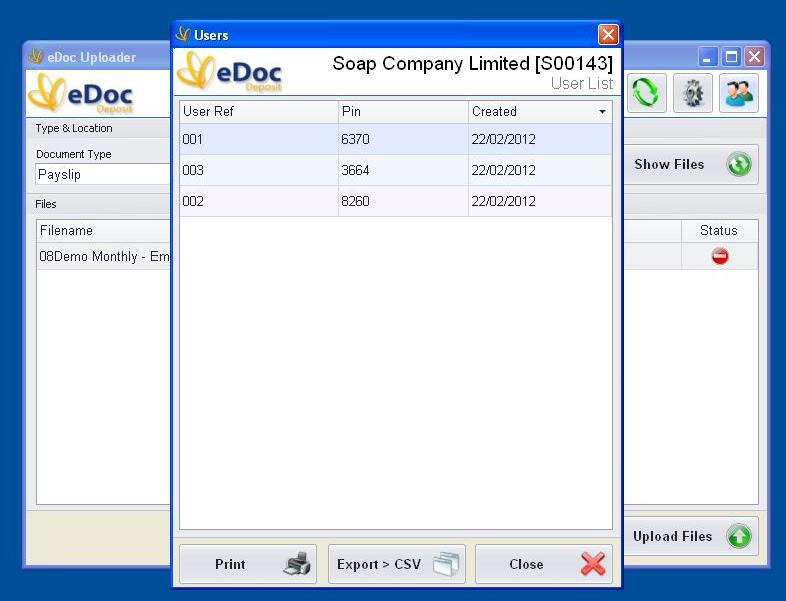 Users
eDoc Uploader
eDoc
Deposit
Soap Company Limited [S00143]
User List
eDoc
Deposit
Type & Location
Document Type
Payslip
Show Files
Files
Filename
Status
08Demo Monthly - Em
User Ref Pin Created
001 6370 22/02/2012
003 3664 22/02/2012
002 8260 22/02/2012
Print
Export > CSV
Close
Upload Files